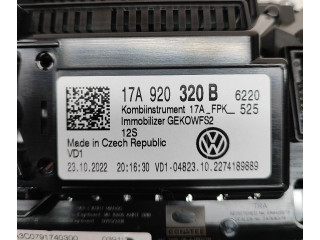 17A 920 320 B 6220
Kombiinstrument 17A_FPK_ 525
Immobilizer GEKOWFS2
12S
Made in Czech Republic
VD1
23.10.2022 20:16:30 VD1-04823.10.2274189889